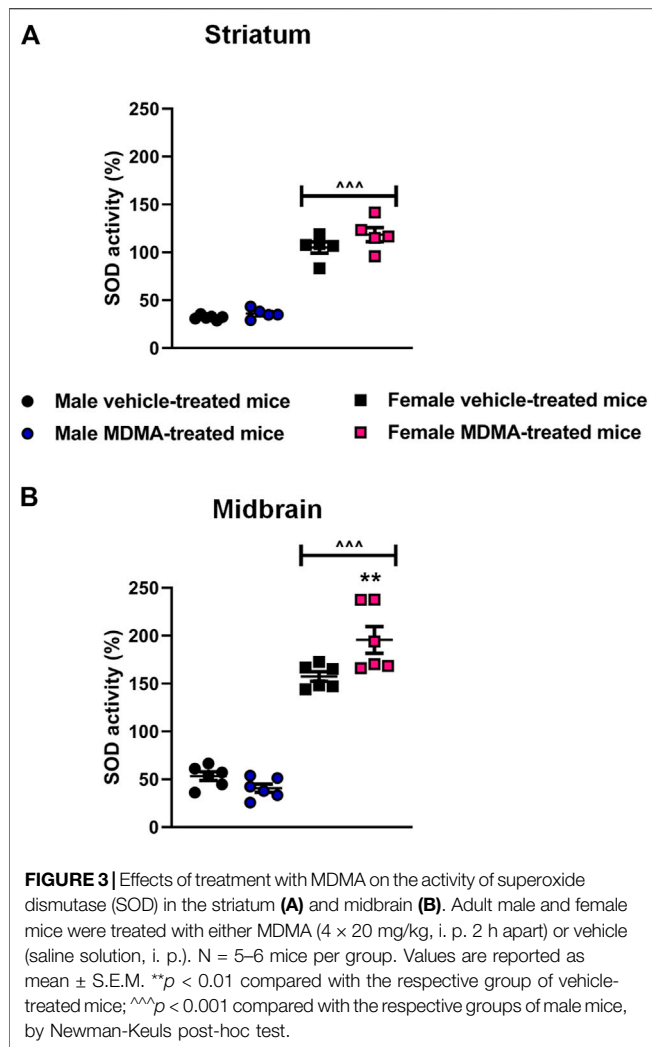 A
Striatum
SOD activity (%)
250
200
150
100
50
0
^^^
Male vehicle-treated mice
Female vehicle-treated mice
Male MDMA-treated mice
Female MDMA-treated mice
B
Midbrain
SOD activity (%)
250
200
150
100
50
0
^^^
**
FIGURE 3 | Effects of treatment with MDMA on the activity of superoxide
dismutase (SOD) in the striatum (A) and midbrain (B). Adult male and female
mice were treated with either MDMA (4 × 20 mg/kg, i. p. 2 h apart) or vehicle
(saline solution, i. p.). N = 5–6 mice per group. Values are reported as
mean ± S.E.M. **p < 0.01 compared with the respective group of vehicle-
treated mice; ^^^p < 0.001 compared with the respective groups of male mice,
by Newman-Keuls post-hoc test.